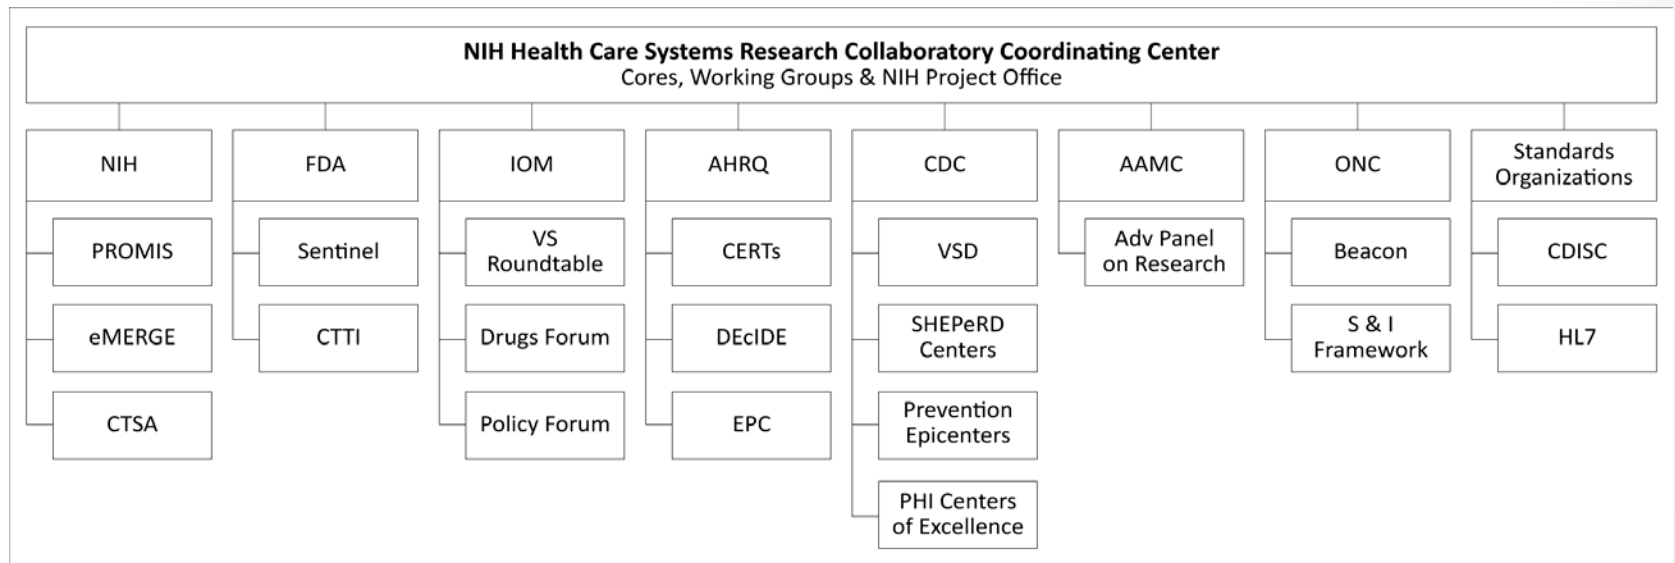 NIH Health Care Systems Research Collaboratory Coordinating Center
Cores, Working Groups & NIH Project Office
NIH
PROMIS
eMERGE
CTSA
FDA
Sentinel
CTTI
IOM
VS
Roundtable
Drugs Forum
Policy Forum
AHRQ
CERTs
DEcIDE
EPC
CDC
VSD
SHEPeRD
Centers
Prevention
Epicenters
PHI Centers
of Excellence
AAMC
Adv Panel
on Research
ONC
Beacon
S & I
Framework
Standards
Organizations
CDISC
HL7